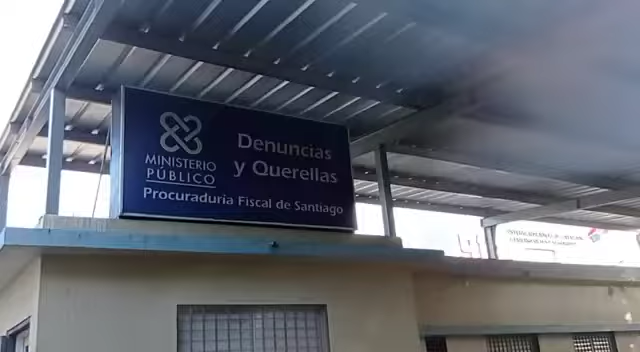 MINISTERIO
PÚBLICO
Denuncias
y Querellas
Procuraduria Fiscal de Santiago